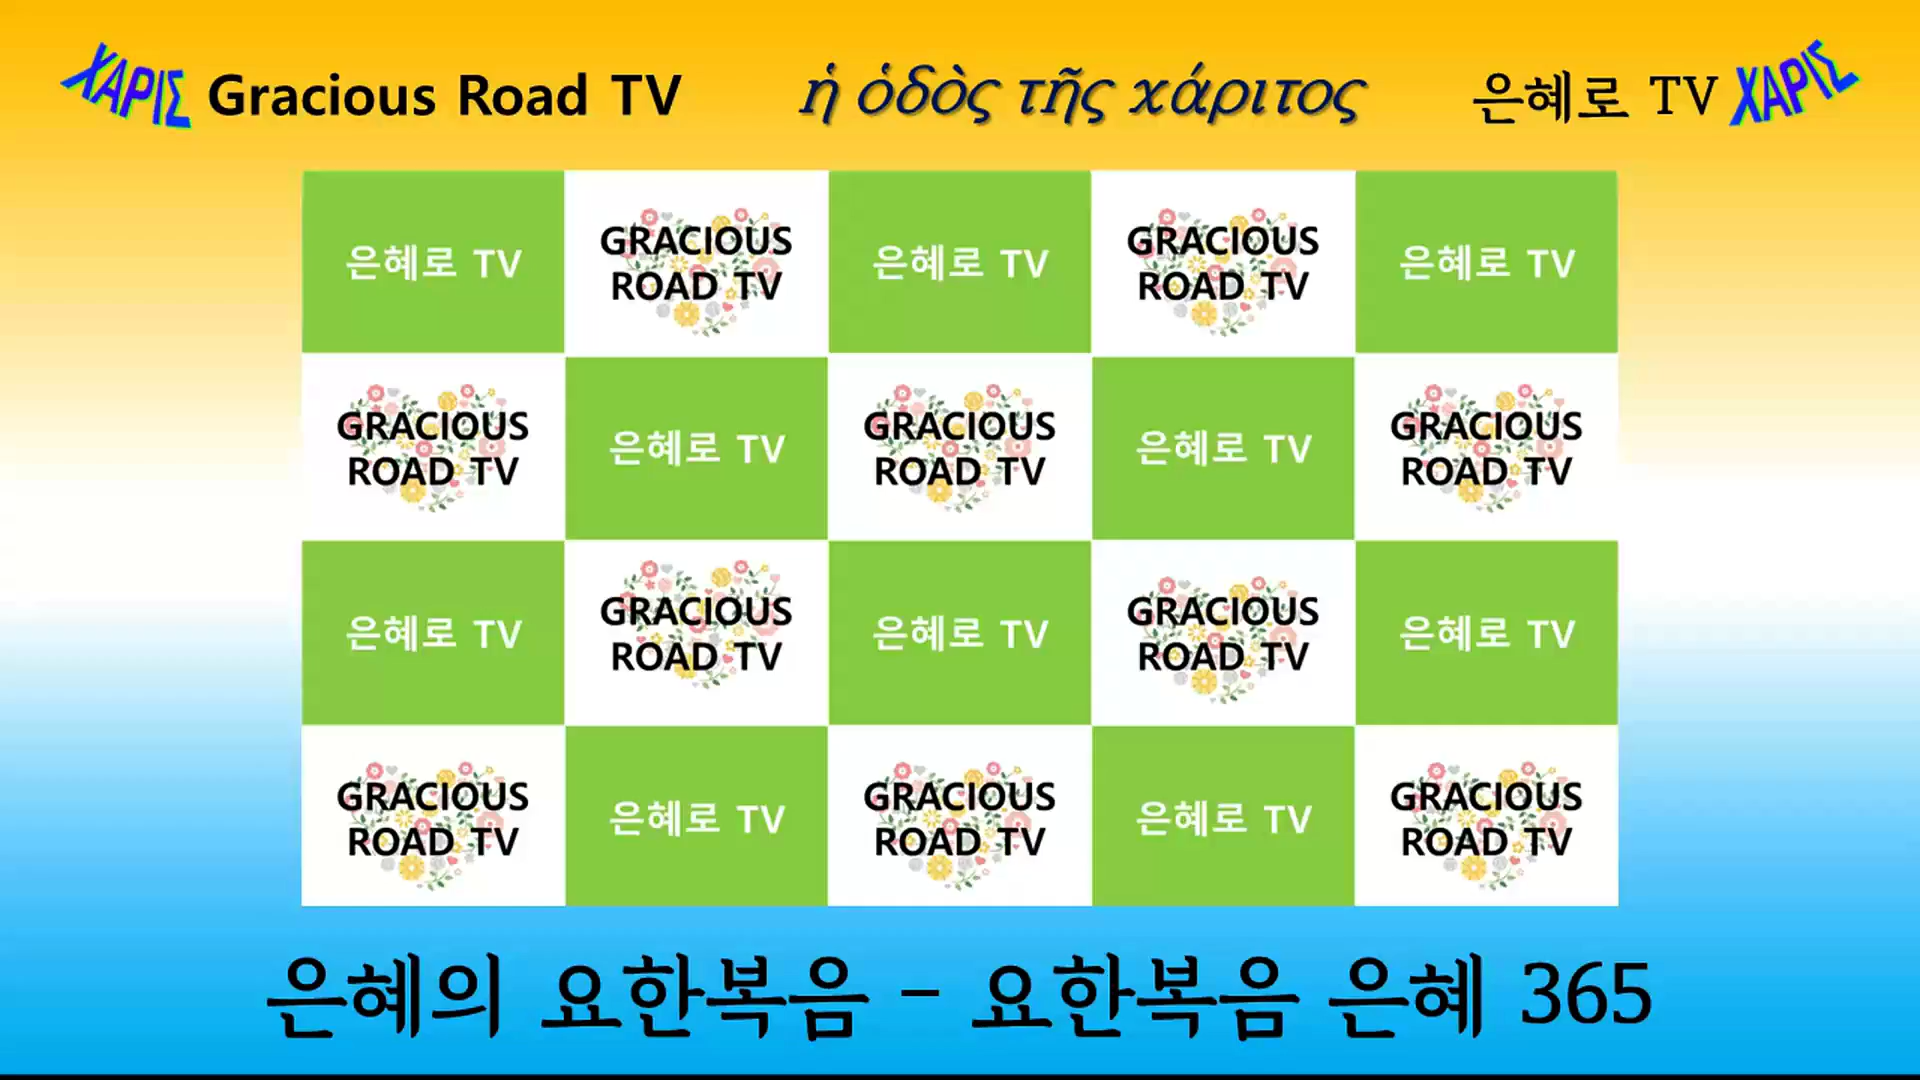 ΧΑΡΙΣ Gracious Road TV ἡ ὁδὸς τῆς χάριτος 은혜로 TV ΧΑΡΙΣ
은혜로 TV GRACIOUS ROAD TV 은혜로 TV GRACIOUS ROAD TV 은혜로 TV
GRACIOUS ROAD TV 은혜로 TV GRACIOUS ROAD TV 은혜로 TV GRACIOUS ROAD TV
은혜로 TV GRACIOUS ROAD TV 은혜로 TV GRACIOUS ROAD TV 은혜로 TV
GRACIOUS ROAD TV 은혜로 TV GRACIOUS ROAD TV 은혜로 TV GRACIOUS ROAD TV
은혜의 요한복음 - 요한복음 은혜 365